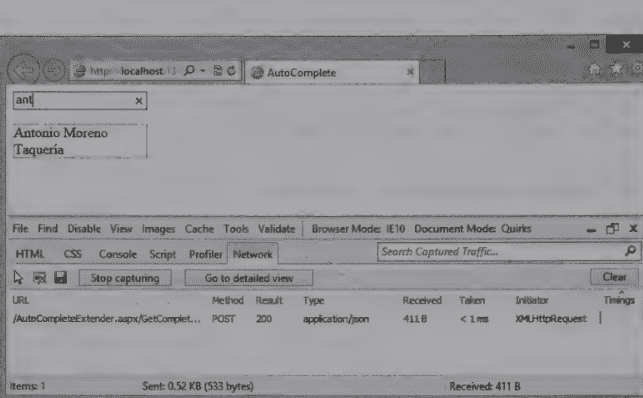 http: localhost:1
AutoComplete
ant
Antonio Moreno
Taquería
File Find Disable View Images Cache Tools Validate Browser Mode: IE10 Document Mode: Quirks
HTML CSS Console Script Profiler Network Search Captured Traffic...
Stop capturing Go to detailed view Clear
URL Method Result Type Received Taken Initiator Timings
/AutoCompleteExtender.aspx/GetComplet... POST 200 application/json 411 B < 1 ms XMLHttpRequest
Items: 1 Sent: 0.52 KB (533 bytes) Received: 411 B